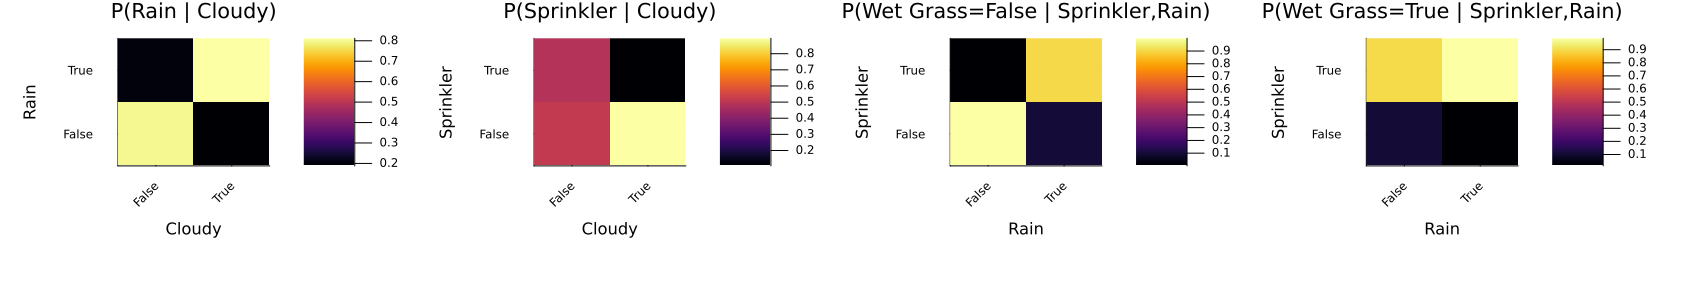 P(Rain | Cloudy)
Rain
True
False
False
True
Cloudy
0.8
0.7
0.6
0.5
0.4
0.3
0.2
P(Sprinkler | Cloudy)
Sprinkler
True
False
False
True
Cloudy
0.8
0.7
0.6
0.5
0.4
0.3
0.2
P(Wet Grass=False | Sprinkler,Rain)
Sprinkler
True
False
False
True
Rain
0.9
0.8
0.7
0.6
0.5
0.4
0.3
0.2
0.1
P(Wet Grass=True | Sprinkler,Rain)
Sprinkler
True
False
False
True
Rain
0.9
0.8
0.7
0.6
0.5
0.4
0.3
0.2
0.1